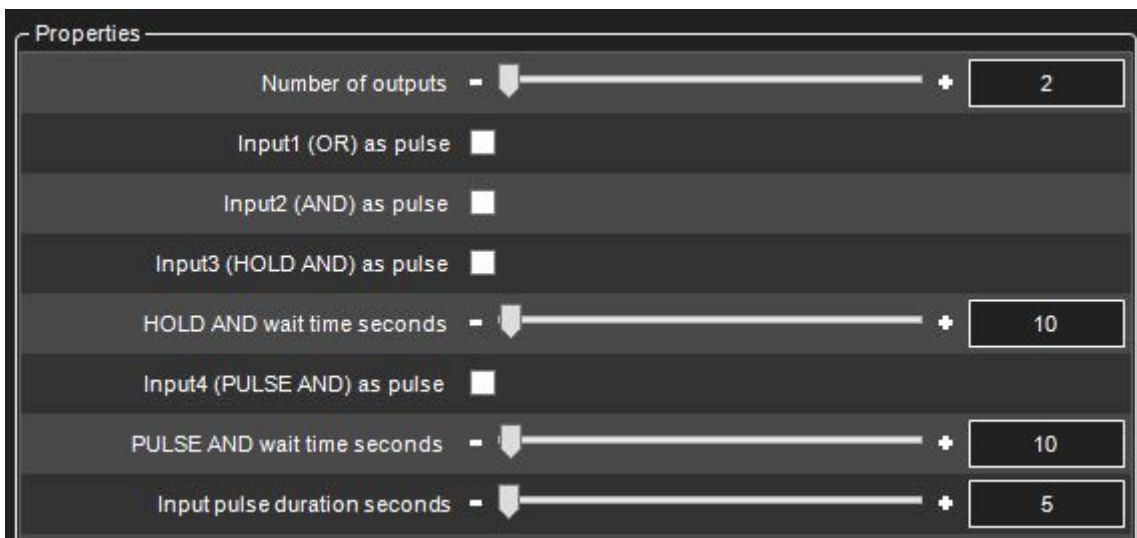 Properties
Number of outputs - + 2
Input1 (OR) as pulse
Input2 (AND) as pulse
Input3 (HOLD AND) as pulse
HOLD AND wait time seconds - + 10
Input4 (PULSE AND) as pulse
PULSE AND wait time seconds - + 10
Input pulse duration seconds - + 5